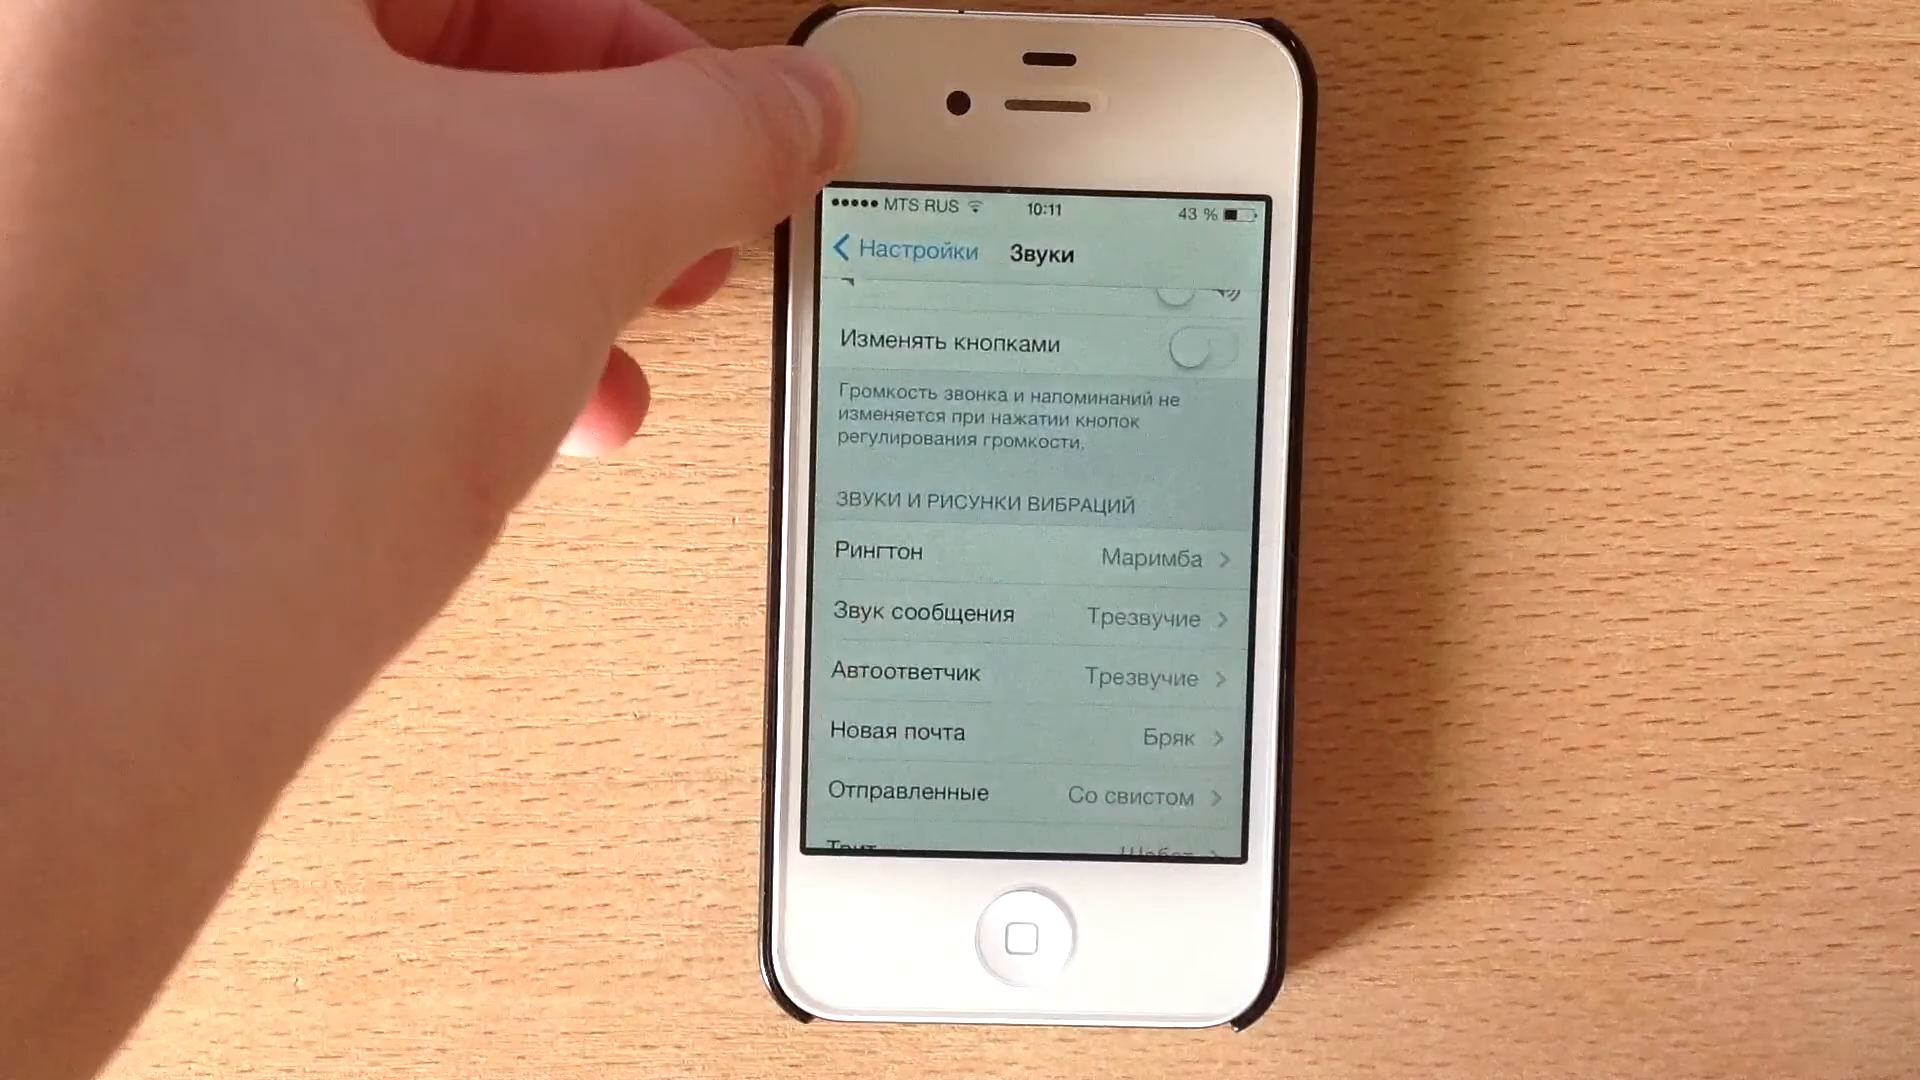 MTS RUS 10:11 43 %
Настройки Звуки
Изменять кнопками
Громкость звонка и напоминаний не
изменяется при нажатии кнопок
регулирования громкости.
ЗВУКИ И РИСУНКИ ВИБРАЦИЙ
Рингтон Маримба
Звук сообщения Трезвучие
Автоответчик Трезвучие
Новая почта Бряк
Отправленные Со свистом